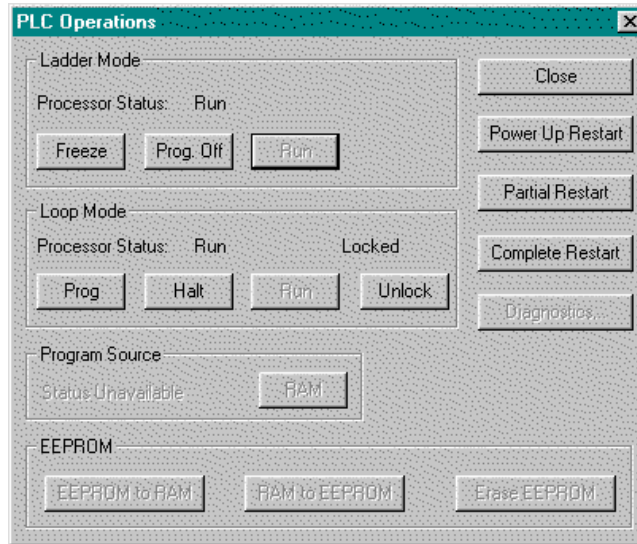 PLC Operations
Ladder Mode
Processor Status: Run
Freeze Prog. Off Run
Loop Mode
Processor Status: Run Locked
Prog Halt Run Unlock
Program Source
Status Unavailable RAM
EEPROM
EEPROM to RAM RAM to EEPROM Erase EEPROM
Close
Power Up Restart
Partial Restart
Complete Restart
Diagnostics...